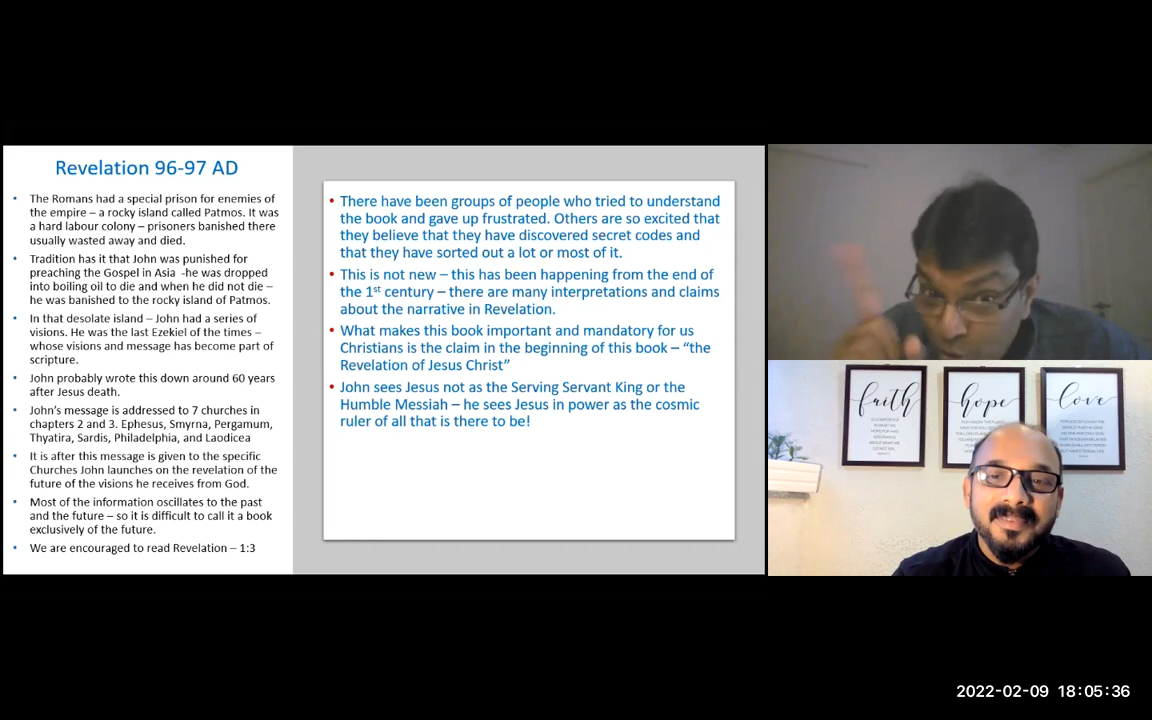 Revelation 96-97 AD
• The Romans had a special prison for enemies of
the empire – a rocky island called Patmos. It was
a hard labour colony – prisoners banished there
usually wasted away and died.
• Tradition has it that John was punished for
preaching the Gospel in Asia -he was dropped
into boiling oil to die and when he did not die –
he was banished to the rocky island of Patmos.
• In that desolate island – John had a series of
visions. He was the last Ezekiel of the times –
whose visions and message has become part of
scripture.
• John probably wrote this down around 60 years
after Jesus death.
• John’s message is addressed to 7 churches in
chapters 2 and 3. Ephesus, Smyrna, Pergamum,
Thyatira, Sardis, Philadelphia, and Laodicea
• It is after this message is given to the specific
Churches John launches on the revelation of the
future of the visions he receives from God.
• Most of the information oscillates to the past
and the future – so it is difficult to call it a book
exclusively of the future.
• We are encouraged to read Revelation – 1:3
• There have been groups of people who tried to understand
the book and gave up frustrated. Others are so excited that
they believe that they have discovered secret codes and
that they have sorted out a lot or most of it.
• This is not new – this has been happening from the end of
the 1st century – there are many interpretations and claims
about the narrative in Revelation.
• What makes this book important and mandatory for us
Christians is the claim in the beginning of this book – “the
Revelation of Jesus Christ”
• John sees Jesus not as the Serving Servant King or the
Humble Messiah – he sees Jesus in power as the cosmic
ruler of all that is there to be!
faith
hope
love
2022-02-09 18:05:36